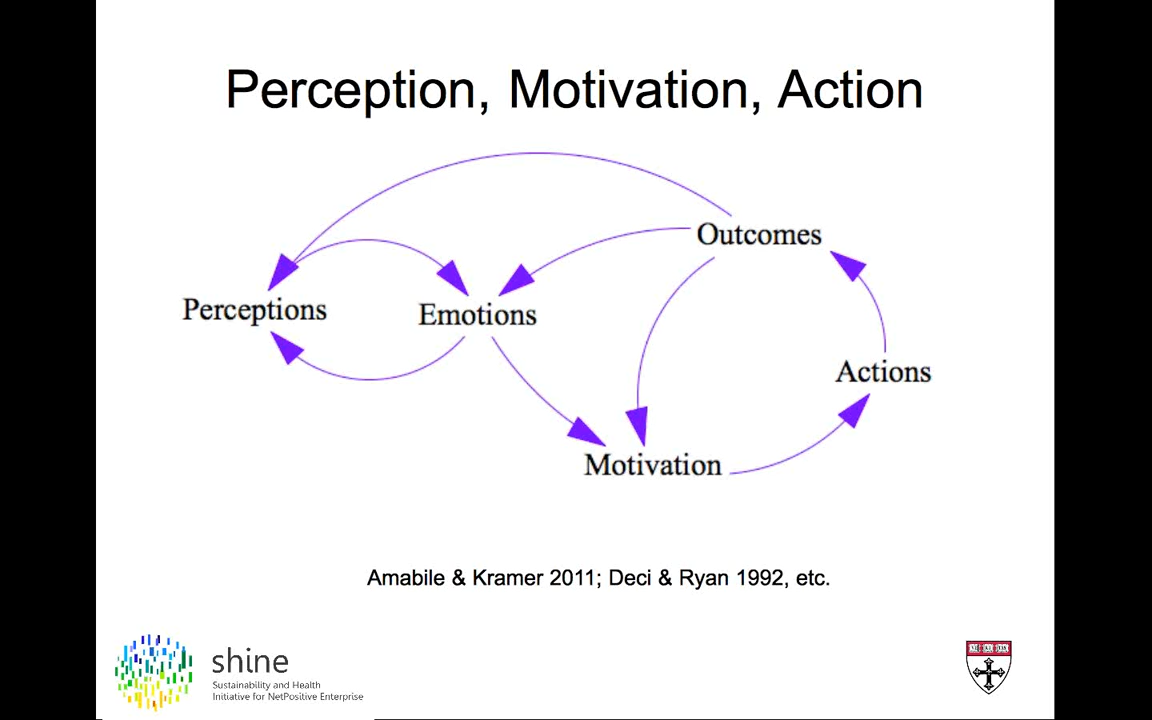 Perception, Motivation, Action
Outcomes
Perceptions
Emotions
Actions
Motivation
Amabile & Kramer 2011; Deci & Ryan 1992, etc.
shine
Sustainability and Health
Initiative for NetPositive Enterprise